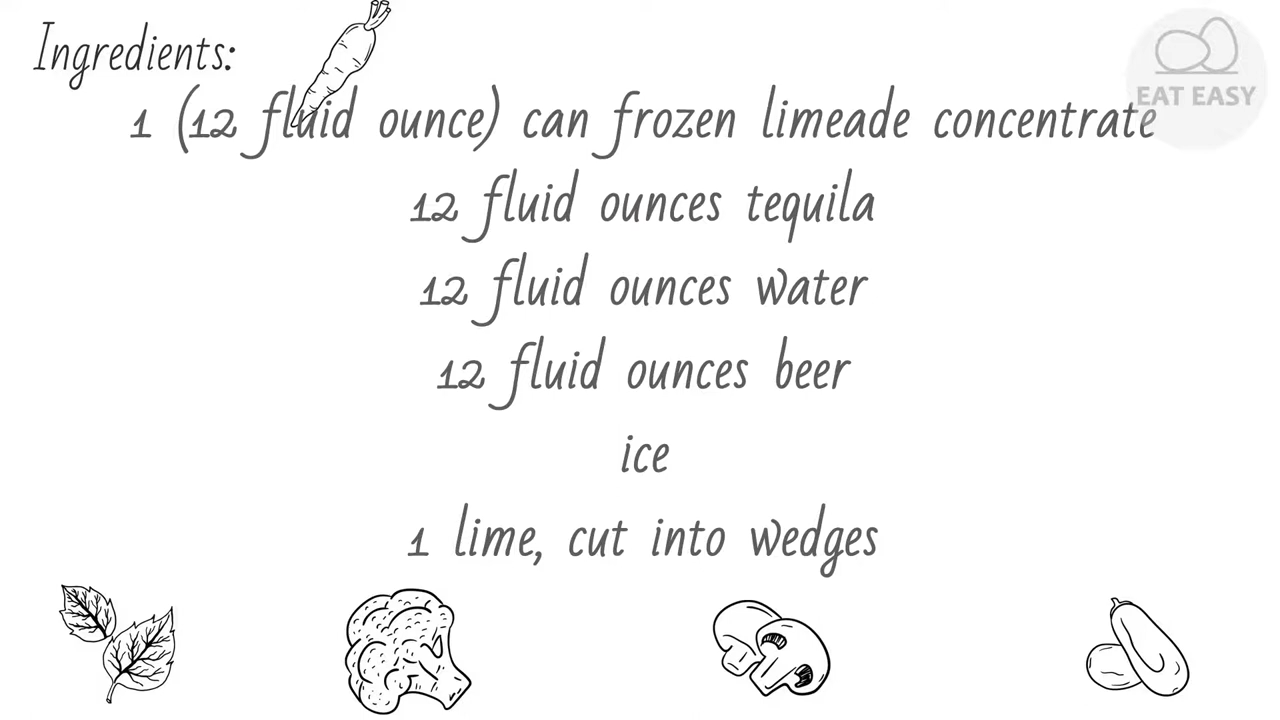 Ingredients:
EAT EASY
1 (12 fluid ounce) can frozen limeade concentrate
12 fluid ounces tequila
12 fluid ounces water
12 fluid ounces beer
ice
1 lime, cut into wedges